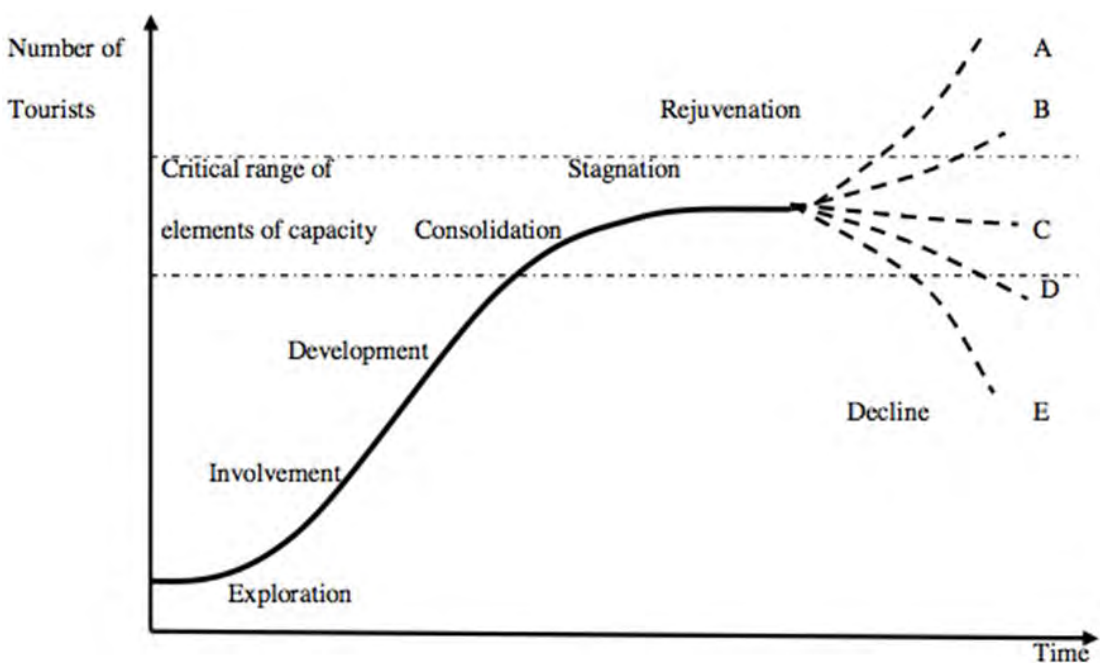 Number of
Tourists
A
Rejuvenation
B
Critical range of
Stagnation
elements of capacity
Consolidation
C
D
Development
Decline
E
Involvement
Exploration
Time